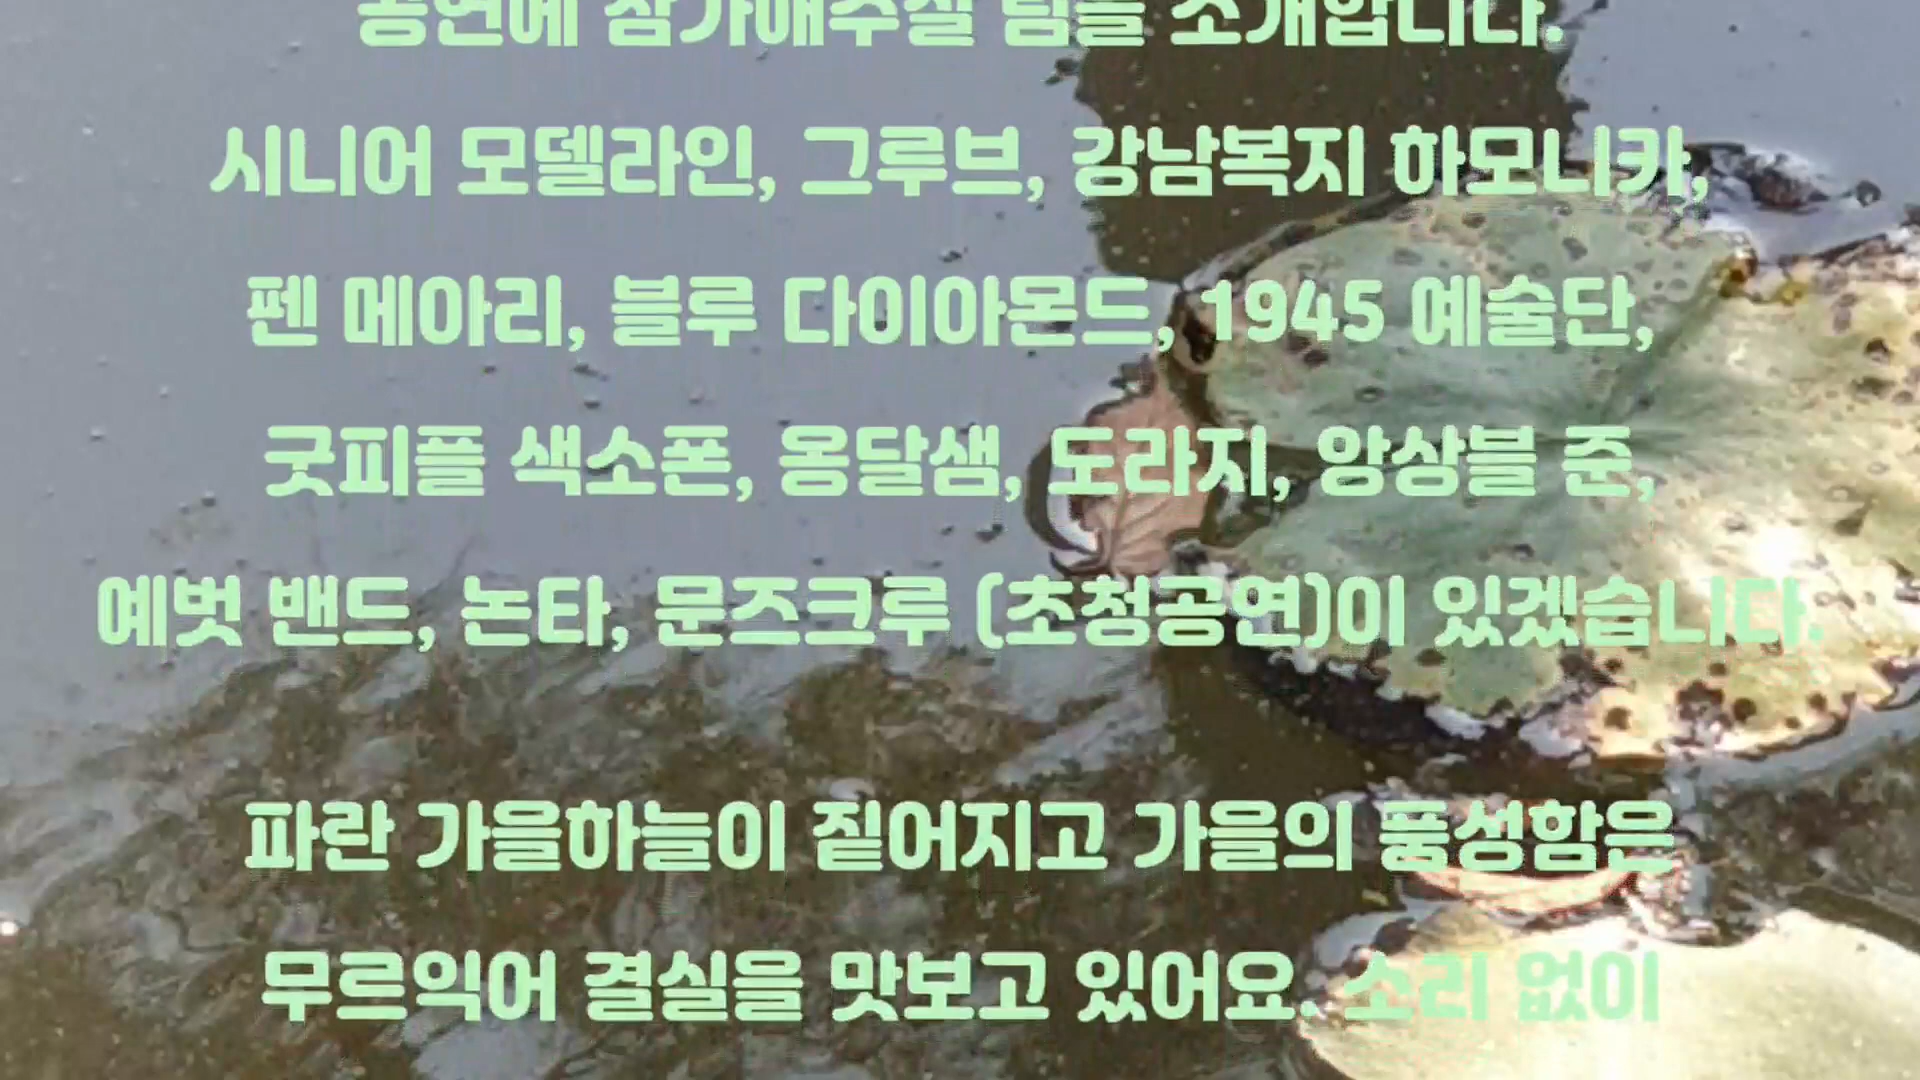 공연에 참가해주실 팀을 소개합니다.
시니어 모델라인, 그루브, 강남복지 하모니카,
펜 메아리, 블루 다이아몬드, 1945 예술단,
굿피플 색소폰, 옹달샘, 도라지, 앙상블 준,
예벗 밴드, 논타, 문즈크루 (초청공연)이 있겠습니다.
파란 가을하늘이 짙어지고 가을의 풍성함은
무르익어 결실을 맛보고 있어요. 소리 없이